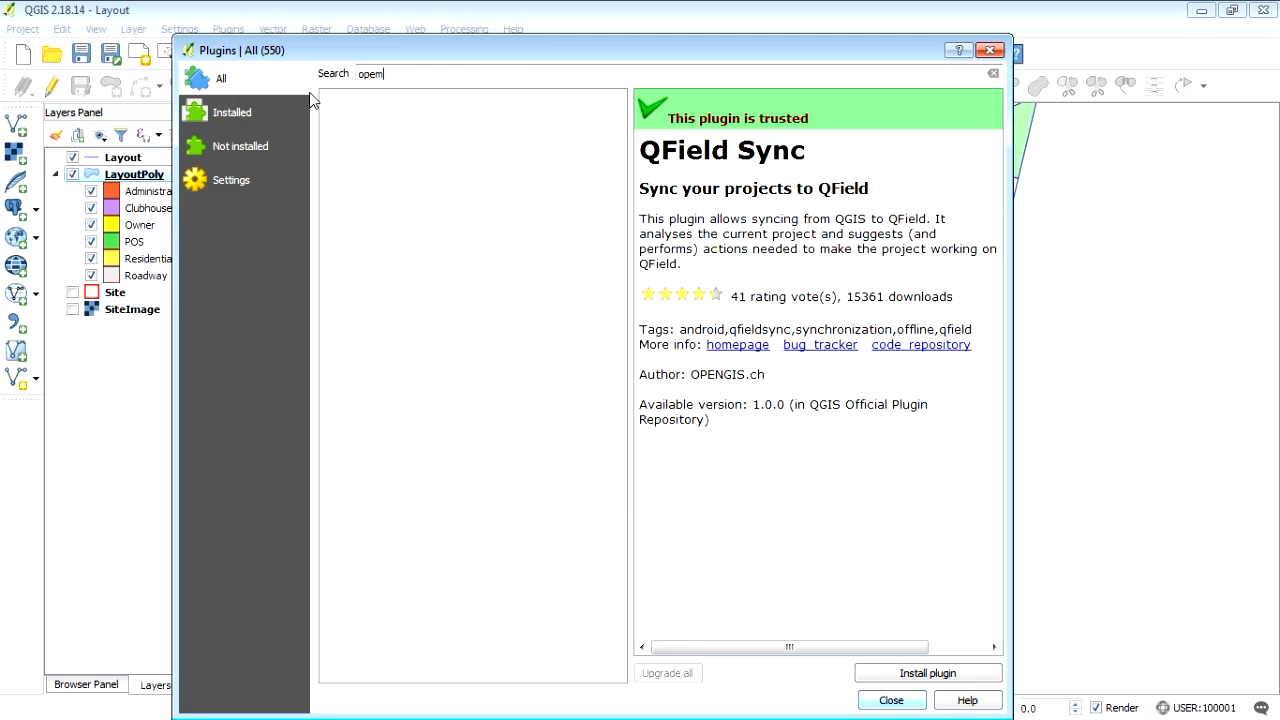 QGIS 2.18.14 - Layout
Project Edit View Layer Settings Plugins Vector Raster Database Web Processing Help
Plugins | All (550)
Search opem
All
Installed
Not installed
Settings
Layers Panel
Layout
LayoutPoly
Administra
Clubhouse
Owner
POS
Residentia
Roadway
Site
SiteImage
Browser Panel Layers
This plugin is trusted
QField Sync
Sync your projects to QField
This plugin allows syncing from QGIS to QField. It
analyses the current project and suggests (and
performs) actions needed to make the project working on
QField.
41 rating vote(s), 15361 downloads
Tags: android,qfieldsync,synchronization,offline,qfield
More info: homepage bug tracker code repository
Author: OPENGIS.ch
Available version: 1.0.0 (in QGIS Official Plugin
Repository)
Upgrade all Install plugin
Close Help
0.0 Render USER:100001